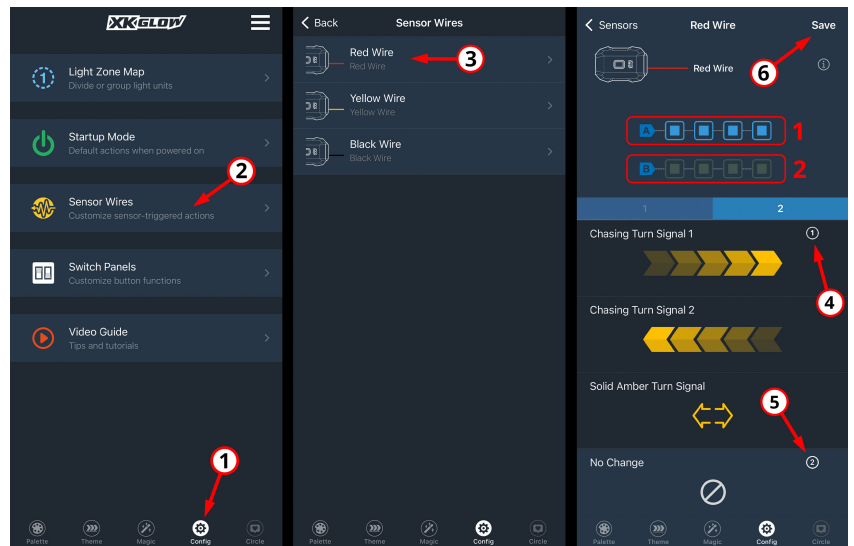 XKGLOW
1
Light Zone Map
Divide or group light units
Startup Mode
Default actions when powered on
2
Sensor Wires
Customize sensor-triggered actions
Switch Panels
Customize button functions
Video Guide
Tips and tutorials
1
Palette
Theme
Magic
Config
Circle
Back
Sensor Wires
Red Wire
Red Wire
3
Yellow Wire
Yellow Wire
Black Wire
Black Wire
Palette
Theme
Magic
Config
Circle
Sensors
Red Wire
Save
Red Wire
6
A
1
B
2
1
2
Chasing Turn Signal 1
1
4
Chasing Turn Signal 2
Solid Amber Turn Signal
5
No Change
2
Palette
Theme
Magic
Config
Circle